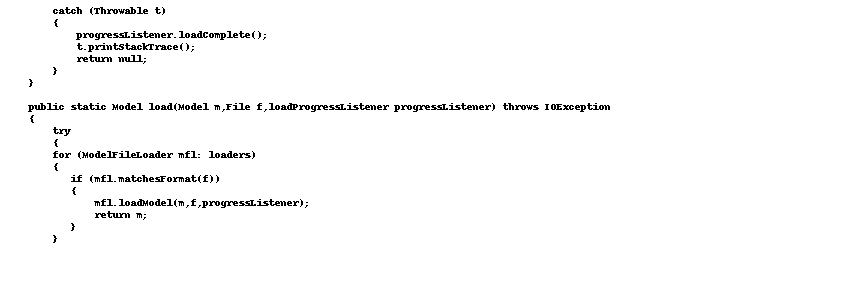 catch (Throwable t)
{
progressListener.loadComplete();
t.printStackTrace();
return null;
}
}
public static Model load(Model m,File f,loadProgressListener progressListener) throws IOException
{
try
{
for (ModelFileLoader mfl: loaders)
{
if (mfl.matchesFormat(f))
{
mfl.loadModel(m,f,progressListener);
return m;
}
}